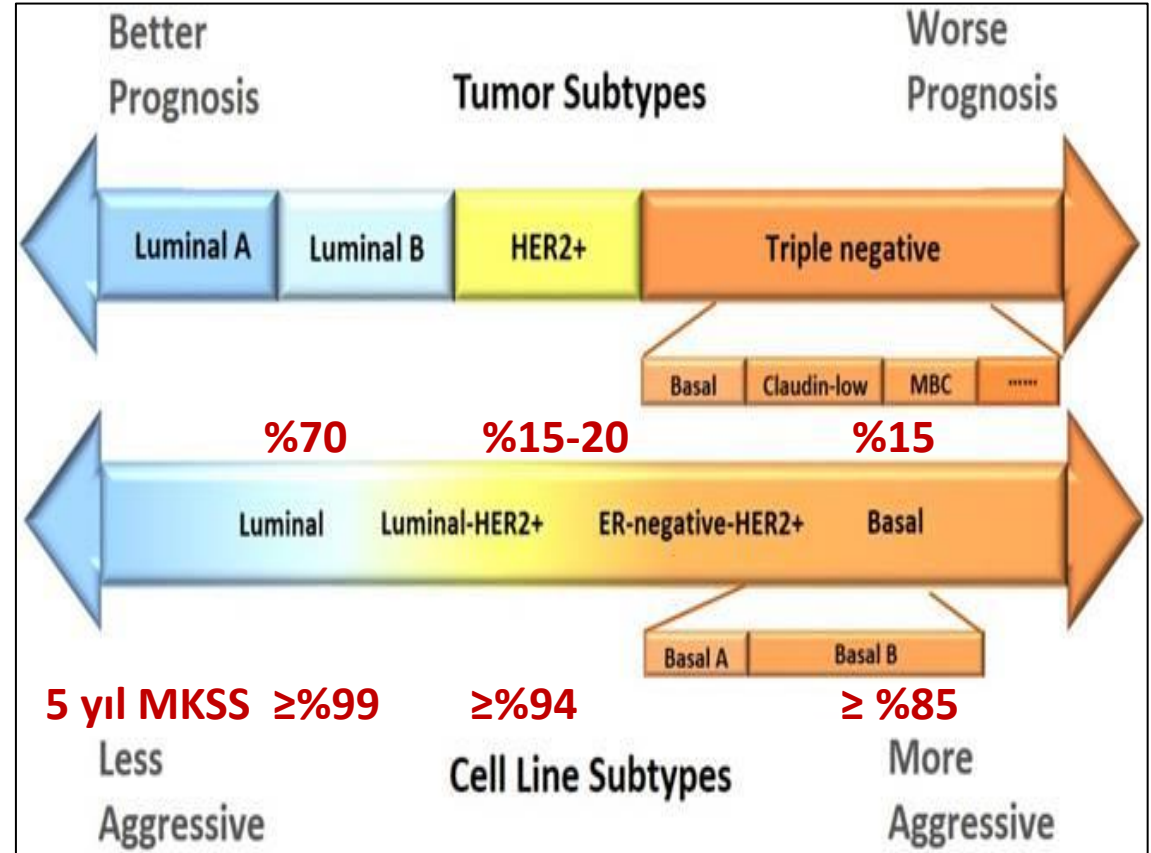 Better
Prognosis
Worse
Prognosis
Tumor Subtypes
Luminal A Luminal B HER2+ Triple negative
Basal Claudin-low MBC ......
%70 %15-20 %15
Luminal Luminal-HER2+ ER-negative-HER2+ Basal
Basal A Basal B
5 yıl MKSS ≥%99 ≥%94 ≥ %85
Less
Aggressive
Cell Line Subtypes
More
Aggressive